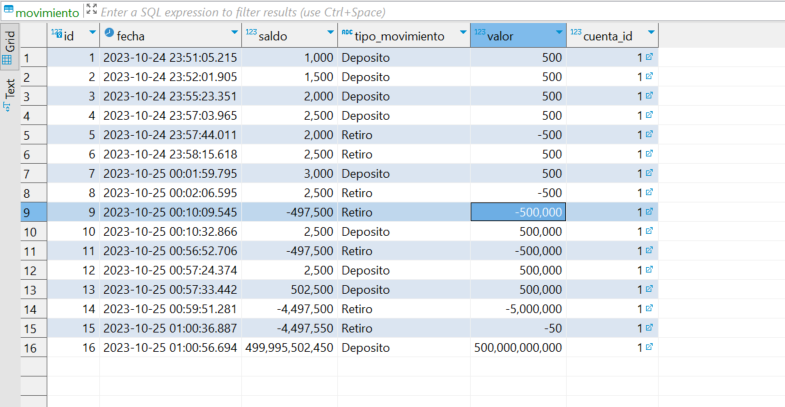 movimiento Enter a SQL expression to filter results (use Ctrl+Space)
Grid
Text
123 id fecha 123 saldo ABC tipo_movimiento 123 valor 123 cuenta_id
1 1 2023-10-24 23:51:05.215 1,000 Deposito 500 1
2 2 2023-10-24 23:52:01.905 1,500 Deposito 500 1
3 3 2023-10-24 23:55:23.351 2,000 Deposito 500 1
4 4 2023-10-24 23:57:03.965 2,500 Deposito 500 1
5 5 2023-10-24 23:57:44.011 2,000 Retiro -500 1
6 6 2023-10-24 23:58:15.618 2,500 Retiro 500 1
7 7 2023-10-25 00:01:59.795 3,000 Deposito 500 1
8 8 2023-10-25 00:02:06.595 2,500 Retiro -500 1
9 9 2023-10-25 00:10:09.545 -497,500 Retiro -500,000 1
10 10 2023-10-25 00:10:32.866 2,500 Deposito 500,000 1
11 11 2023-10-25 00:56:52.706 -497,500 Retiro -500,000 1
12 12 2023-10-25 00:57:24.374 2,500 Deposito 500,000 1
13 13 2023-10-25 00:57:33.442 502,500 Deposito 500,000 1
14 14 2023-10-25 00:59:51.281 -4,497,500 Retiro -5,000,000 1
15 15 2023-10-25 01:00:36.887 -4,497,550 Retiro -50 1
16 16 2023-10-25 01:00:56.694 499,995,502,450 Deposito 500,000,000,000 1